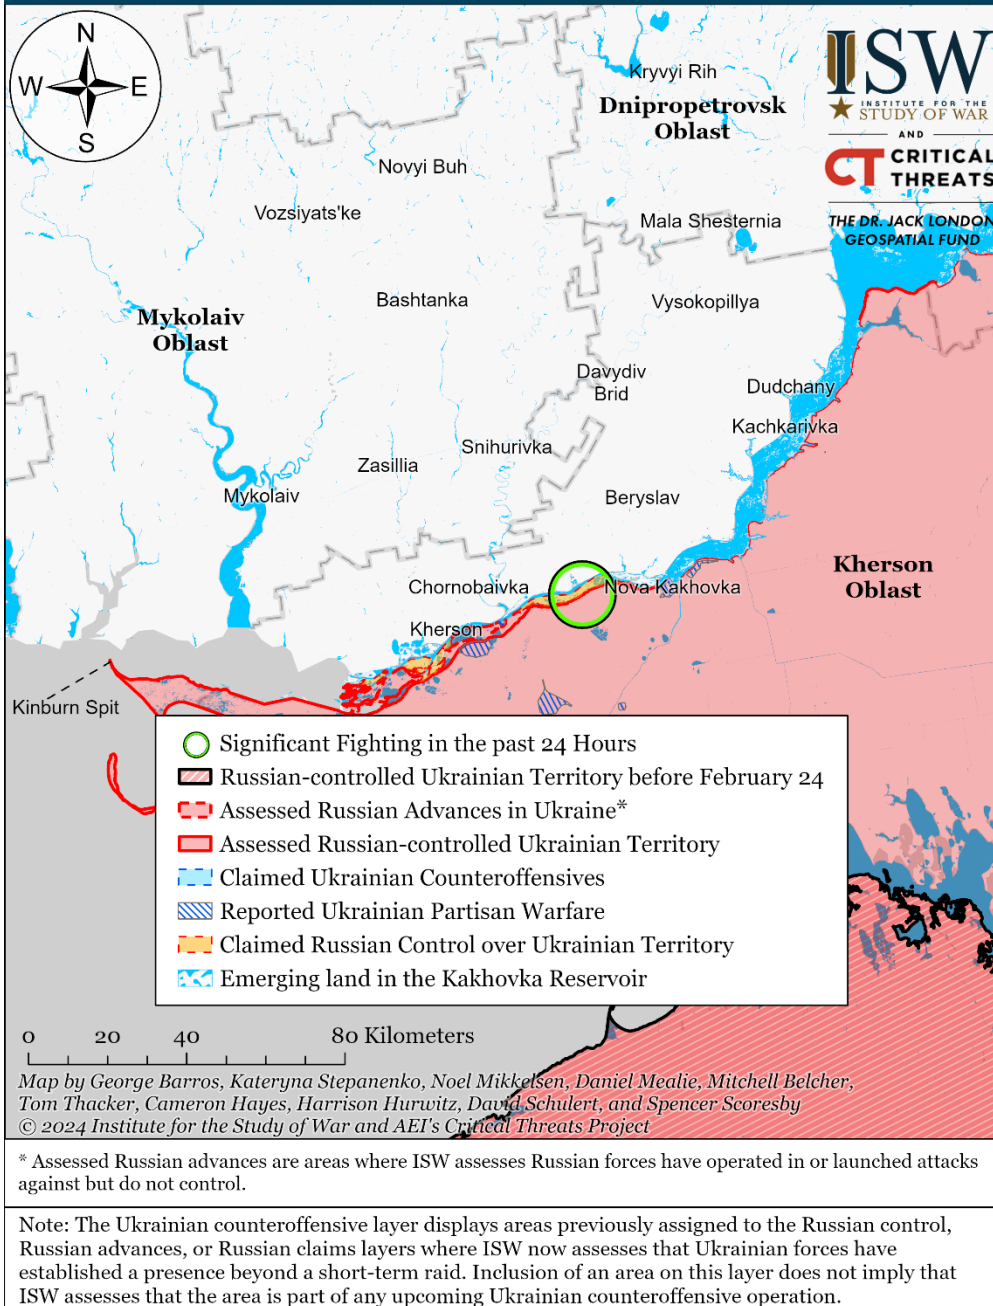 N
W
E
S
Kryvyi Rih
Dnipropetrovsk
Oblast
ISW
INSTITUTE FOR THE
STUDY OF WAR
AND
CT CRITICAL
THREATS
THE DR. JACK LONDON
GEOSPATIAL FUND
Novyi Buh
Vozsiyats'ke
Mala Shesternia
Bashtanka
Vysokopillya
Mykolaiv
Oblast
Davydiv
Brid
Dudchany
Kachkarivka
Snihurivka
Zasillia
Mykolaiv
Beryslav
Kherson
Oblast
Chornobaivka
Nova Kakhovka
Kherson
Kinburn Spit
Significant Fighting in the past 24 Hours
Russian-controlled Ukrainian Territory before February 24
Assessed Russian Advances in Ukraine*
Assessed Russian-controlled Ukrainian Territory
Claimed Ukrainian Counteroffensives
Reported Ukrainian Partisan Warfare
Claimed Russian Control over Ukrainian Territory
Emerging land in the Kakhovka Reservoir
0 20 40 80 Kilometers
Map by George Barros, Kateryna Stepanenko, Noel Mikkelsen, Daniel Mealie, Mitchell Belcher,
Tom Thacker, Cameron Hayes, Harrison Hurwitz, David Schulert, and Spencer Scoresby
© 2024 Institute for the Study of War and AEI's Critical Threats Project
* Assessed Russian advances are areas where ISW assesses Russian forces have operated in or launched attacks
against but do not control.
Note: The Ukrainian counteroffensive layer displays areas previously assigned to the Russian control,
Russian advances, or Russian claims layers where ISW now assesses that Ukrainian forces have
established a presence beyond a short-term raid. Inclusion of an area on this layer does not imply that
ISW assesses that the area is part of any upcoming Ukrainian counteroffensive operation.